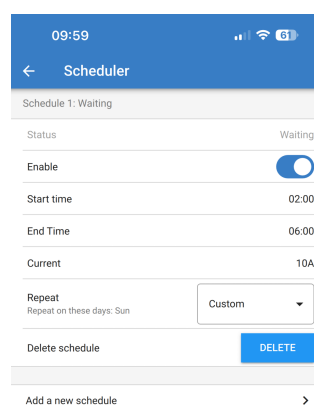 09:59 61
Scheduler
Schedule 1: Waiting
Status Waiting
Enable
Start time 02:00
End Time 06:00
Current 10A
Repeat
Repeat on these days: Sun
Custom
Delete schedule DELETE
Add a new schedule